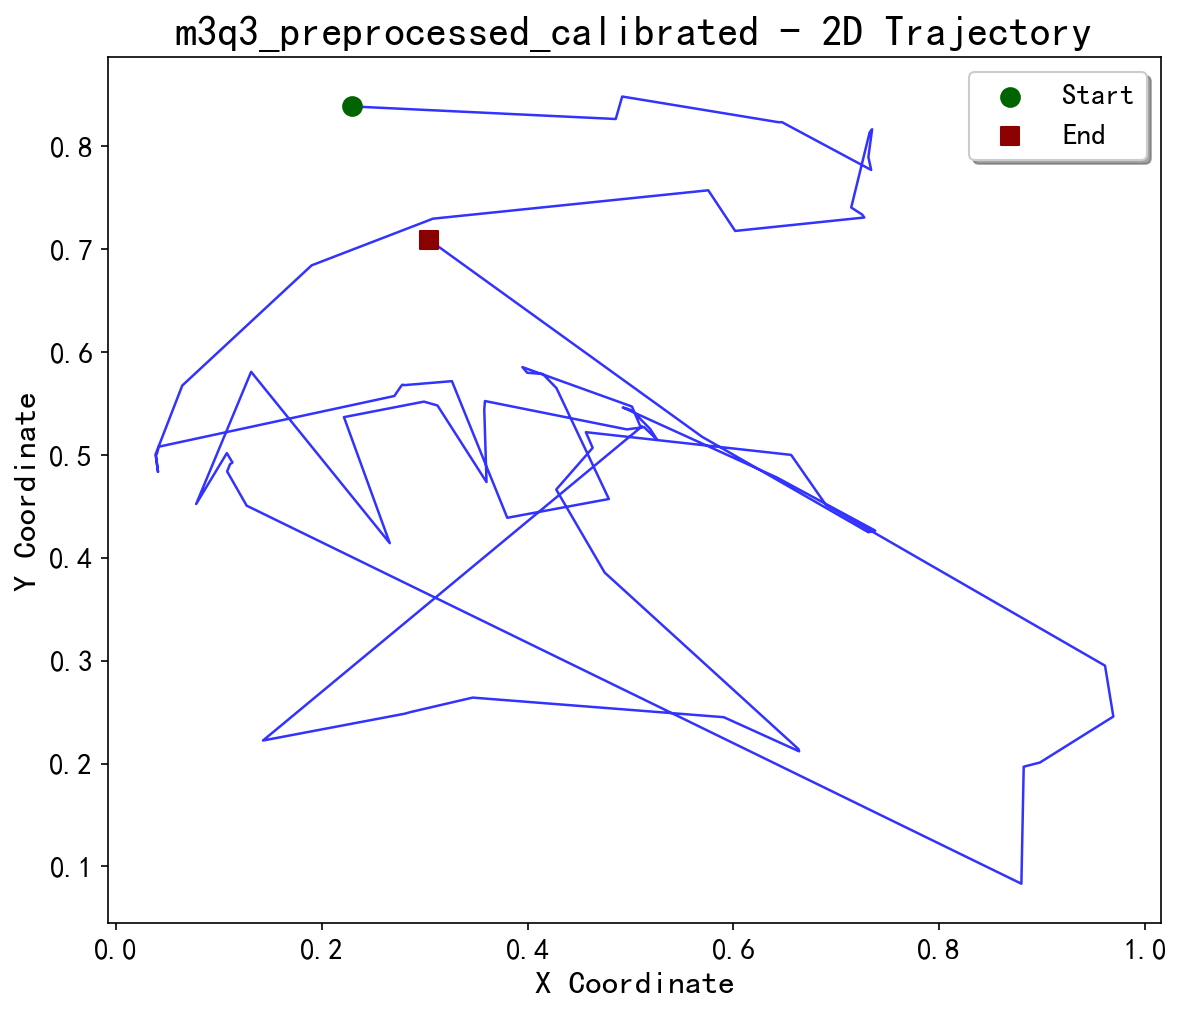 m3q3_preprocessed_calibrated - 2D Trajectory
Start
End
0.8
0.7
0.6
0.5
0.4
0.3
0.2
0.1
Y Coordinate
0.0 0.2 0.4 0.6 0.8 1.0
X Coordinate